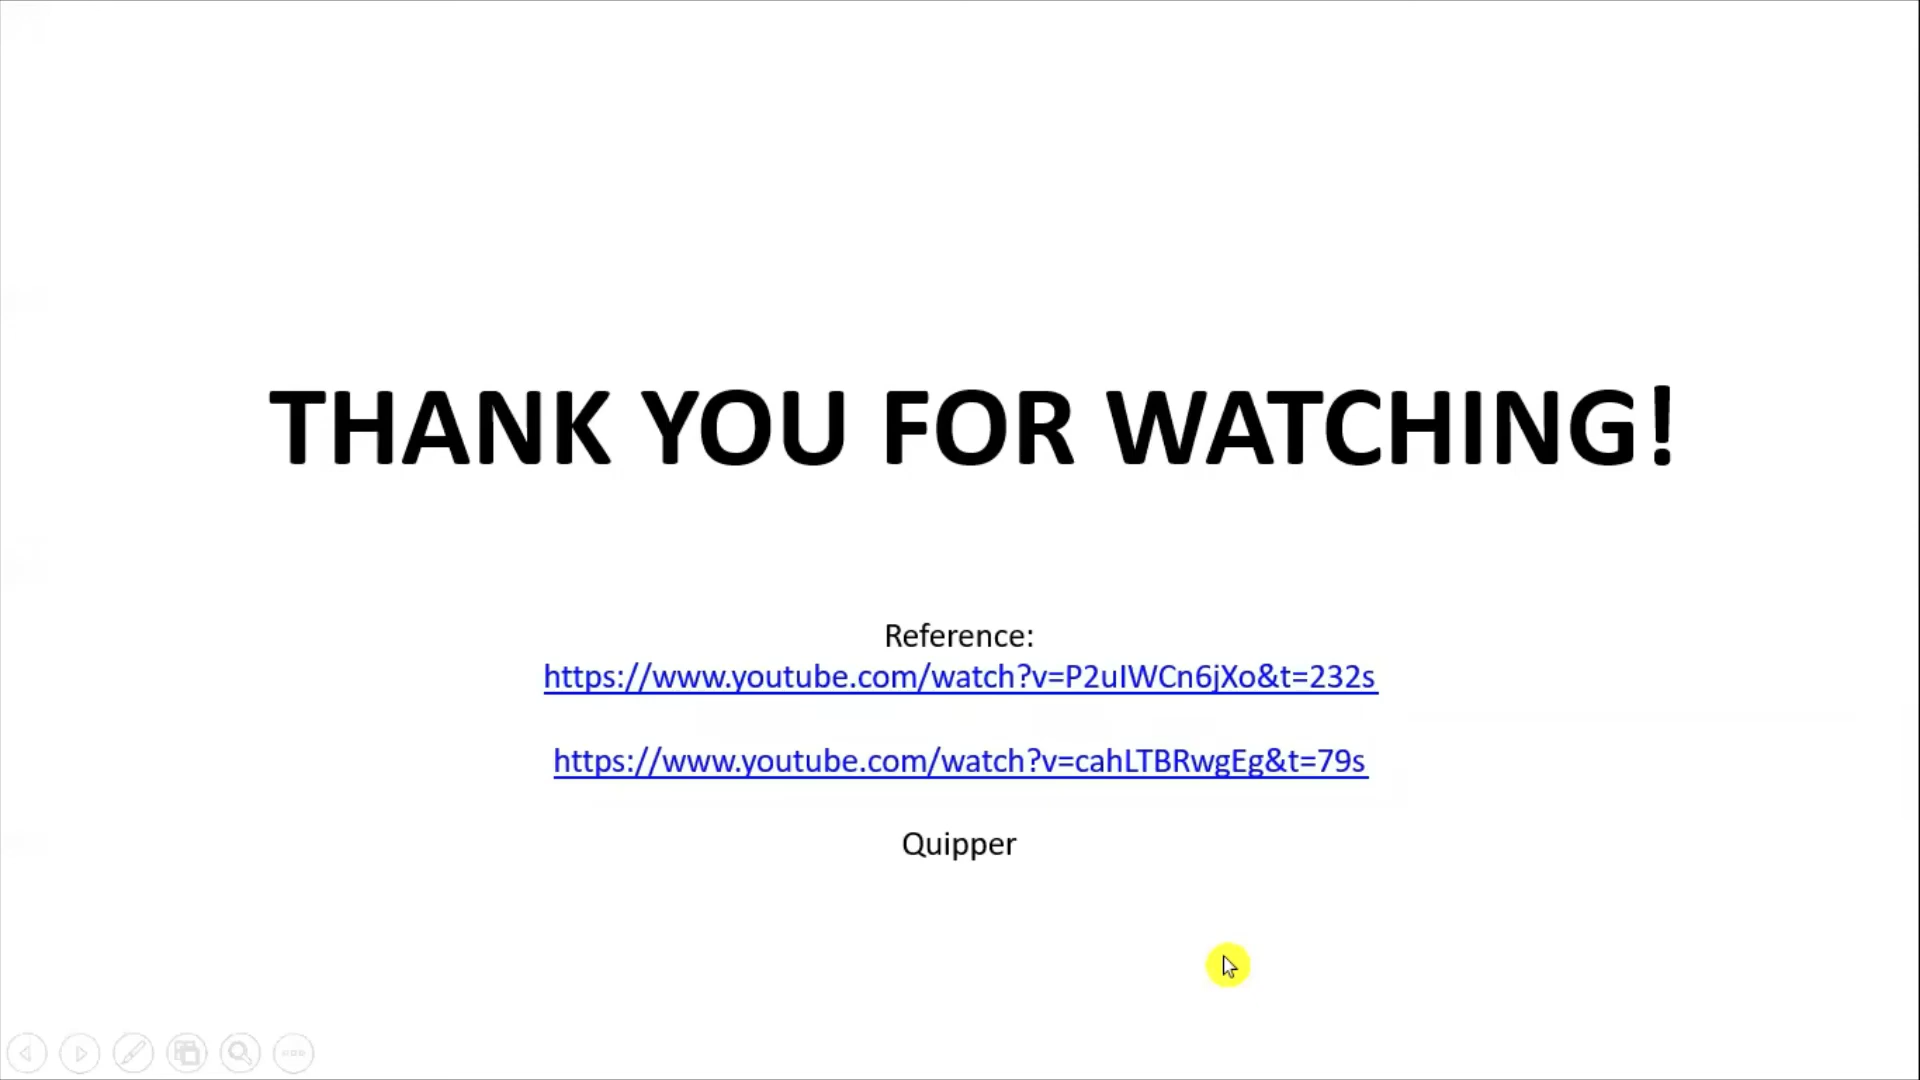 THANK YOU FOR WATCHING!
Reference:
https://www.youtube.com/watch?v=P2uIWCn6jXo&t=232s
https://www.youtube.com/watch?v=cahLTBRwgEg&t=79s
Quipper